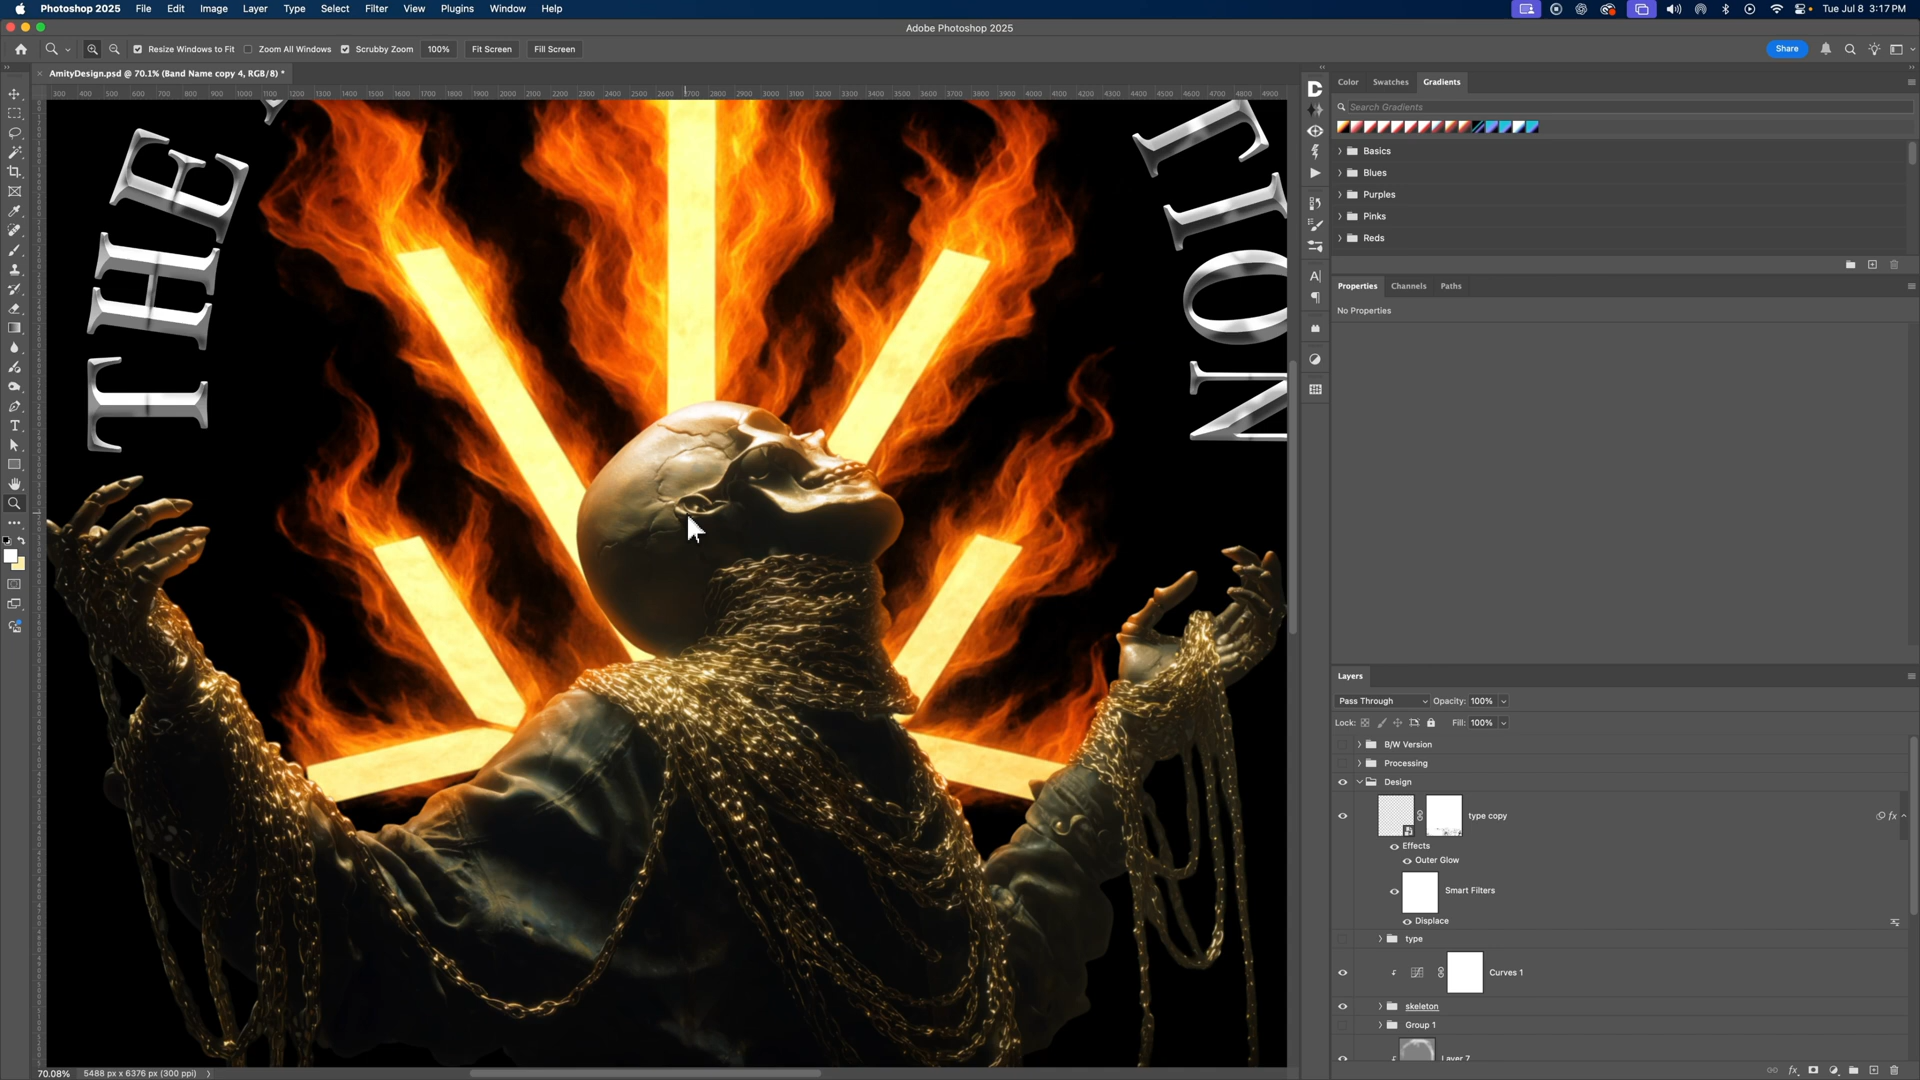 Photoshop 2025 File Edit Image Layer Type Select Filter View Plugins Window Help
Tue Jul 8 3:17PM
Adobe Photoshop 2025
Resize Windows to Fit Zoom All Windows Scrubby Zoom 100% Fit Screen Fill Screen
Share
AmityDesign.psd @ 70.1% (Band Name copy 4, RGB/8) *
THE
TION
Color Swatches Gradients
Search Gradients
Basics
Blues
Purples
Pinks
Reds
Properties Channels Paths
No Properties
Layers
Pass Through Opacity: 100%
Lock: Fill: 100%
B/W Version
Processing
Design
type copy
Effects
Outer Glow
Smart Filters
Displace
type
Curves 1
skeleton
Group 1
Layer 7
70.08% 5488 px x 6376 px (300 ppi)